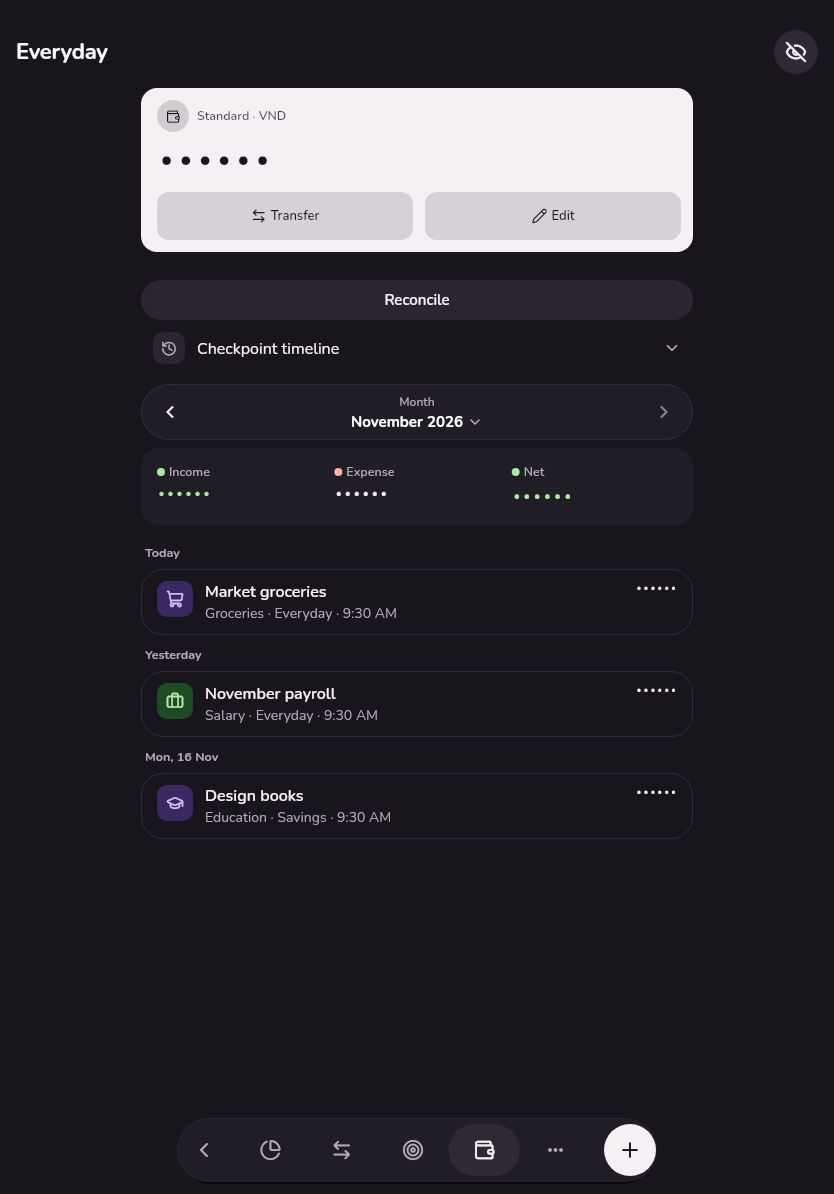 Everyday
Standard · VND
••••••
Transfer
Edit
Reconcile
Checkpoint timeline
Month
November 2026
Income
Expense
Net
••••••
••••••
••••••
Today
Market groceries
••••••
Groceries · Everyday · 9:30 AM
Yesterday
November payroll
••••••
Salary · Everyday · 9:30 AM
Mon, 16 Nov
Design books
••••••
Education · Savings · 9:30 AM